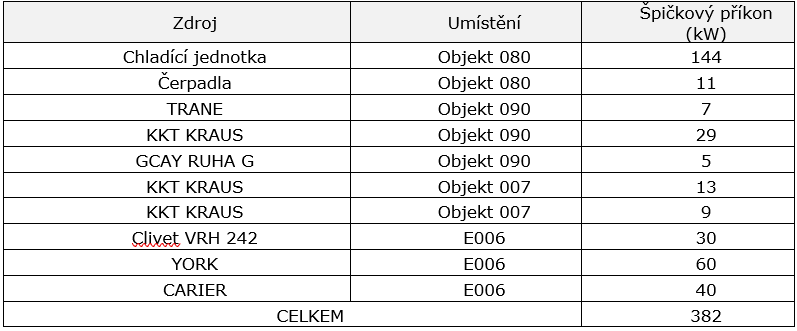 Zdroj Umístění Špičkový příkon
(kW)
Chladící jednotka Objekt 080 144
Čerpadla Objekt 080 11
TRANE Objekt 090 7
KKT KRAUS Objekt 090 29
GCAY RUHA G Objekt 090 5
KKT KRAUS Objekt 007 13
KKT KRAUS Objekt 007 9
Clivet VRH 242 E006 30
YORK E006 60
CARIER E006 40
CELKEM 382